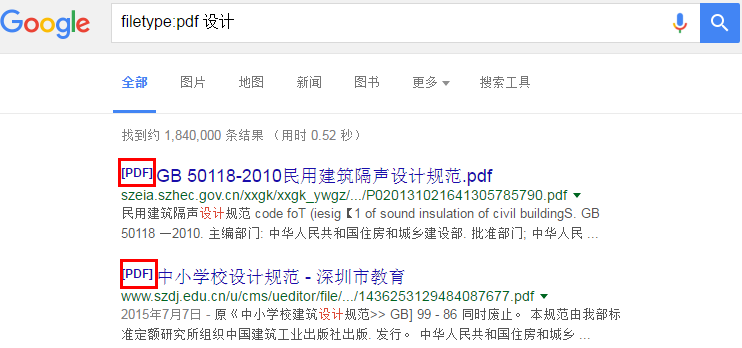 Google filetype:pdf 设计
全部 图片 地图 新闻 图书 更多 搜索工具
找到约 1,840,000 条结果 （用时 0.52 秒）
[PDF] GB 50118-2010民用建筑隔声设计规范.pdf
szeia.szhec.gov.cn/xxgk/xxgk_ywgz/.../P020131021641305785790.pdf
民用建筑隔声设计规范 code foT (iesig【1 of sound insulation of civil buildingS. GB
50118 一2010. 主编部门: 中华人民共和国住房和城乡建设部. 批准部门; 中华人民 ...
[PDF] 中小学校设计规范 - 深圳市教育
www.szdj.edu.cn/u/cms/ueditor/file/.../1436253129484087677.pdf
2015年7月7日 - 原《中小学校建筑设计规范>> GB] 99 - 86 同时废止。 本规范由我部标
准定额研究所组织中国建筑工业出版社出版. 发行。 中华人民共和国住房和城乡 ...